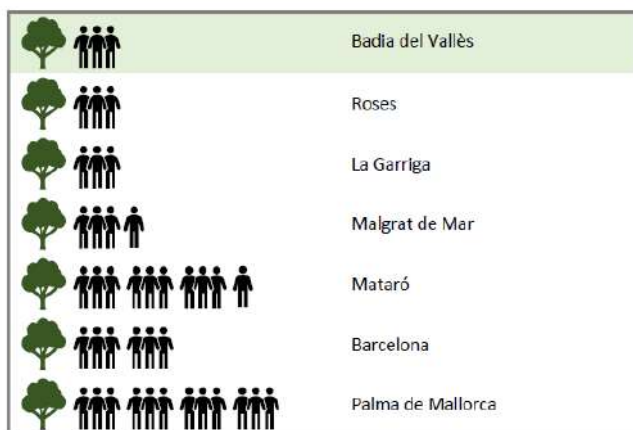 Badia del Vallès
Roses
La Garriga
Malgrat de Mar
Mataró
Barcelona
Palma de Mallorca